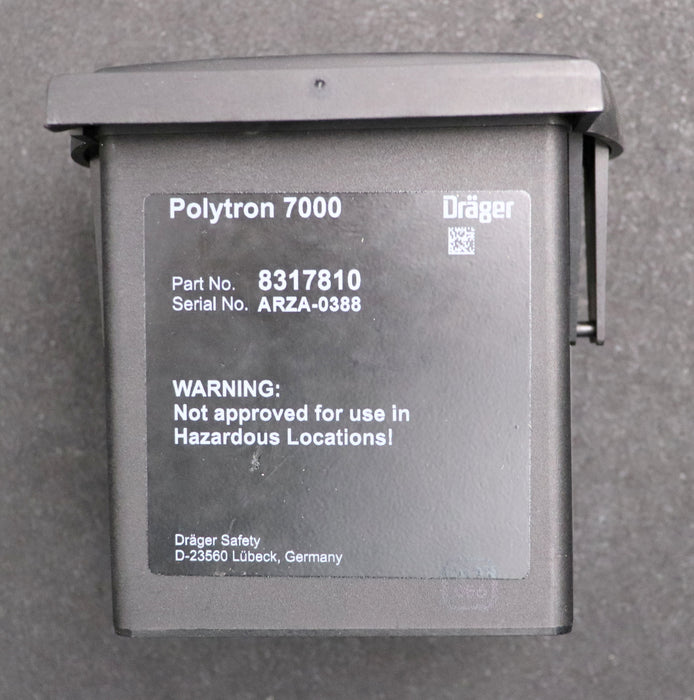 Polytron 7000
Dräger
Part No. 8317810
Serial No. ARZA-0388
WARNING:
Not approved for use in
Hazardous Locations!
Dräger Safety
D-23560 Lübeck, Germany